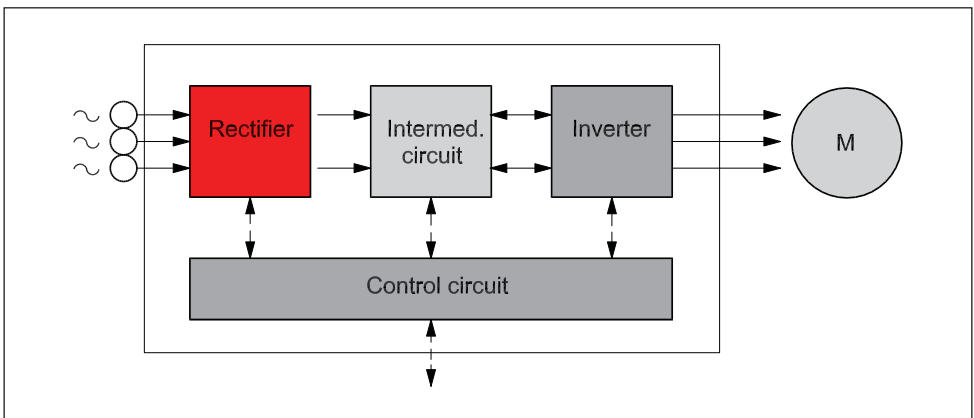 Rectifier
Intermed.
circuit
Inverter
M
Control circuit